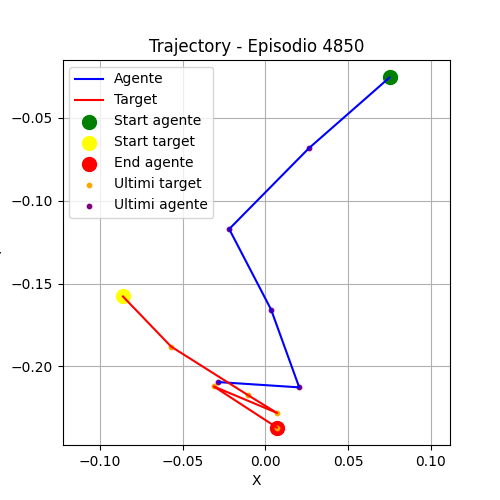 Trajectory - Episodio 4850
Agente
Target
Start agente
Start target
End agente
Ultimi target
Ultimi agente
−0.05
−0.10
−0.15
−0.20
−0.10
−0.05
0.00
0.05
0.10
X